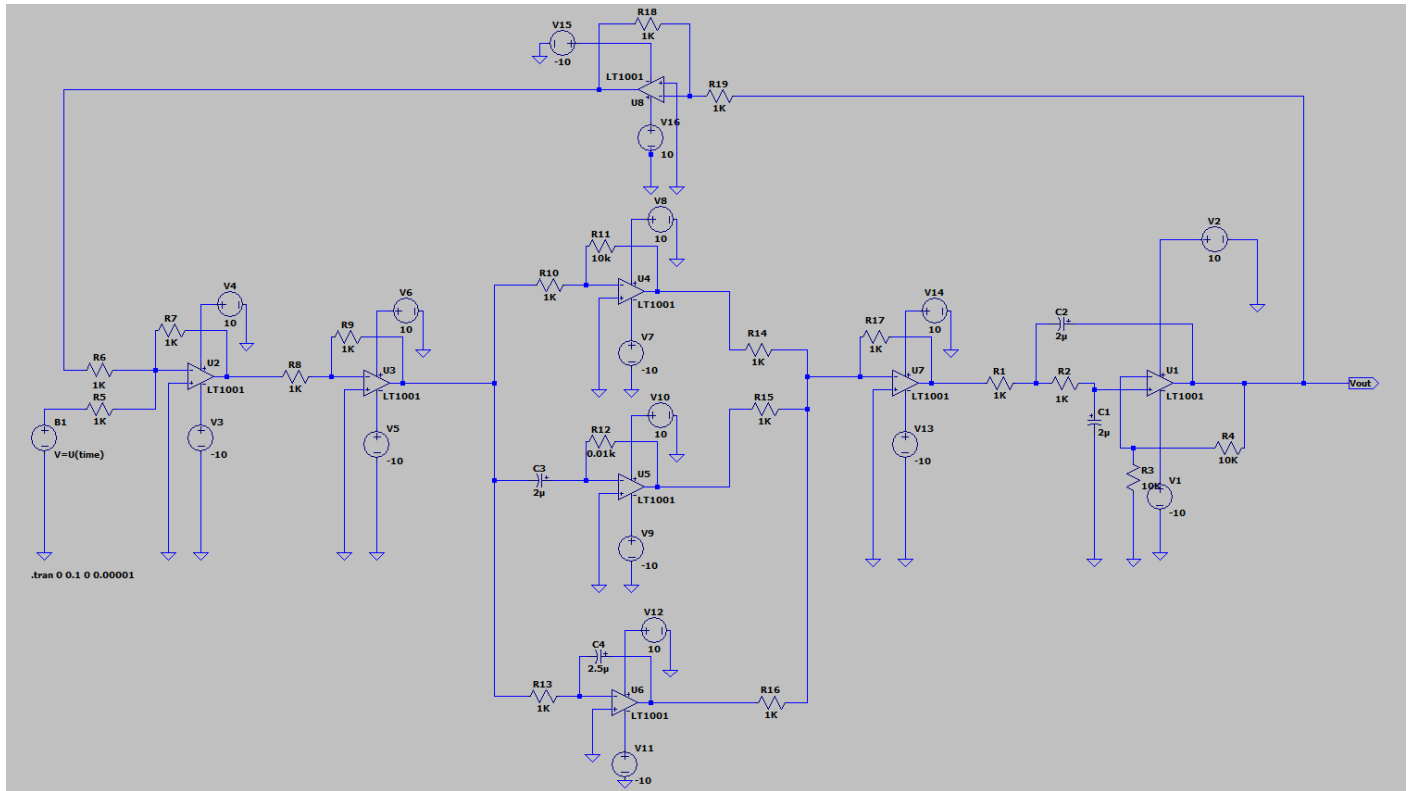 R18
1K
V15
-10
LT1001
U8
R19
1K
V16
10
V8
10
R11
10k
R10
1K
U4
LT1001
V7
-10
V4
10
R7
1K
R6
1K
U2
LT1001
R5
1K
B1
V=U(time)
V3
-10
R8
1K
V6
10
R9
1K
U3
LT1001
V5
-10
R14
1K
R15
1K
V10
10
R12
0.01k
C3
2µ
U5
LT1001
V9
-10
V12
10
C4
2.5µ
R13
1K
U6
LT1001
V11
-10
R16
1K
V14
10
R17
1K
U7
LT1001
V13
-10
R1
1K
R2
1K
C2
2µ
C1
2µ
V2
10
U1
LT1001
R4
10K
R3
10K
V1
-10
Vout
.tran 0 0.1 0 0.00001